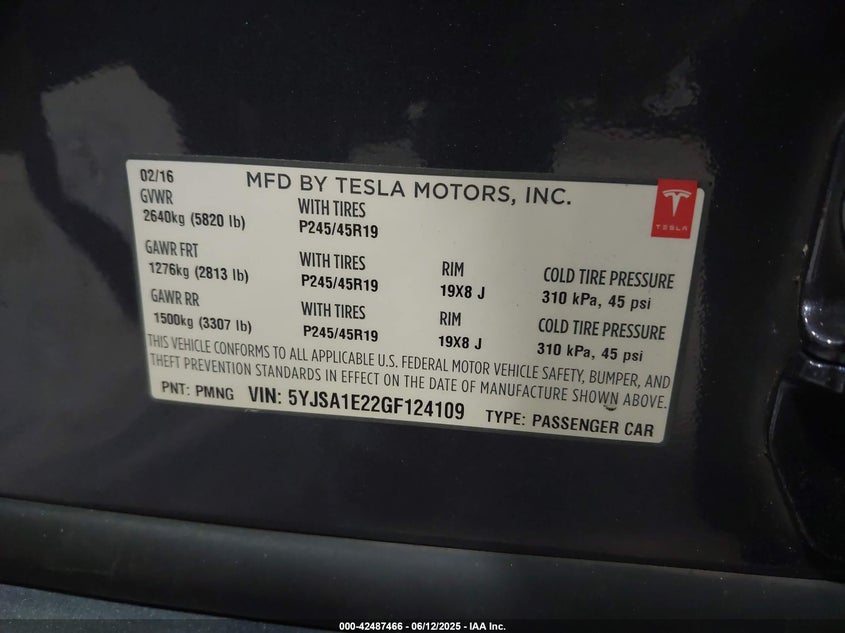 02/16
MFD BY TESLA MOTORS, INC.
TESLA
GVWR
2640kg (5820 lb)
WITH TIRES
P245/45R19
GAWR FRT
1276kg (2813 lb)
WITH TIRES
P245/45R19
RIM
19X8 J
COLD TIRE PRESSURE
310 kPa, 45 psi
GAWR RR
1500kg (3307 lb)
WITH TIRES
P245/45R19
RIM
19X8 J
COLD TIRE PRESSURE
310 kPa, 45 psi
THIS VEHICLE CONFORMS TO ALL APPLICABLE U.S. FEDERAL MOTOR VEHICLE SAFETY, BUMPER, AND
THEFT PREVENTION STANDARDS IN EFFECT ON THE DATE OF MANUFACTURE SHOWN ABOVE.
PNT: PMNG VIN: 5YJSA1E22GF124109 TYPE: PASSENGER CAR
000-42487466 - 06/12/2025 - IAA Inc.